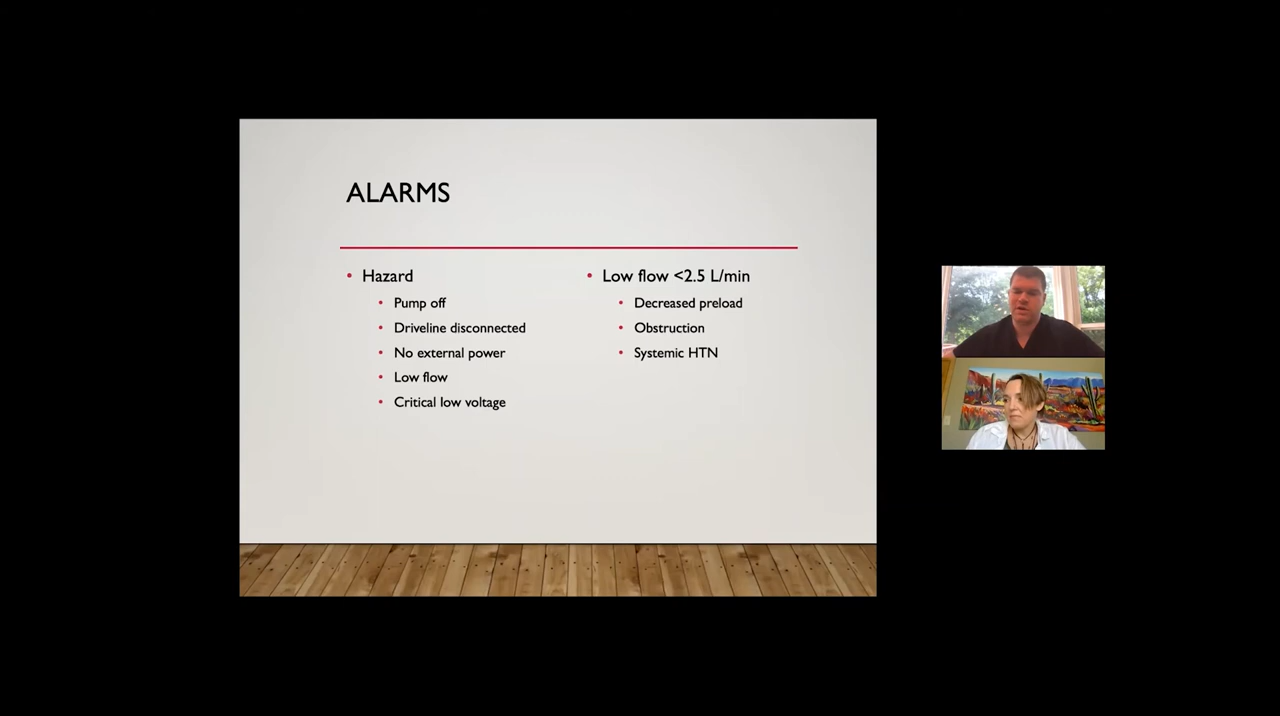 ALARMS
• Hazard
• Pump off
• Driveline disconnected
• No external power
• Low flow
• Critical low voltage
• Low flow <2.5 L/min
• Decreased preload
• Obstruction
• Systemic HTN